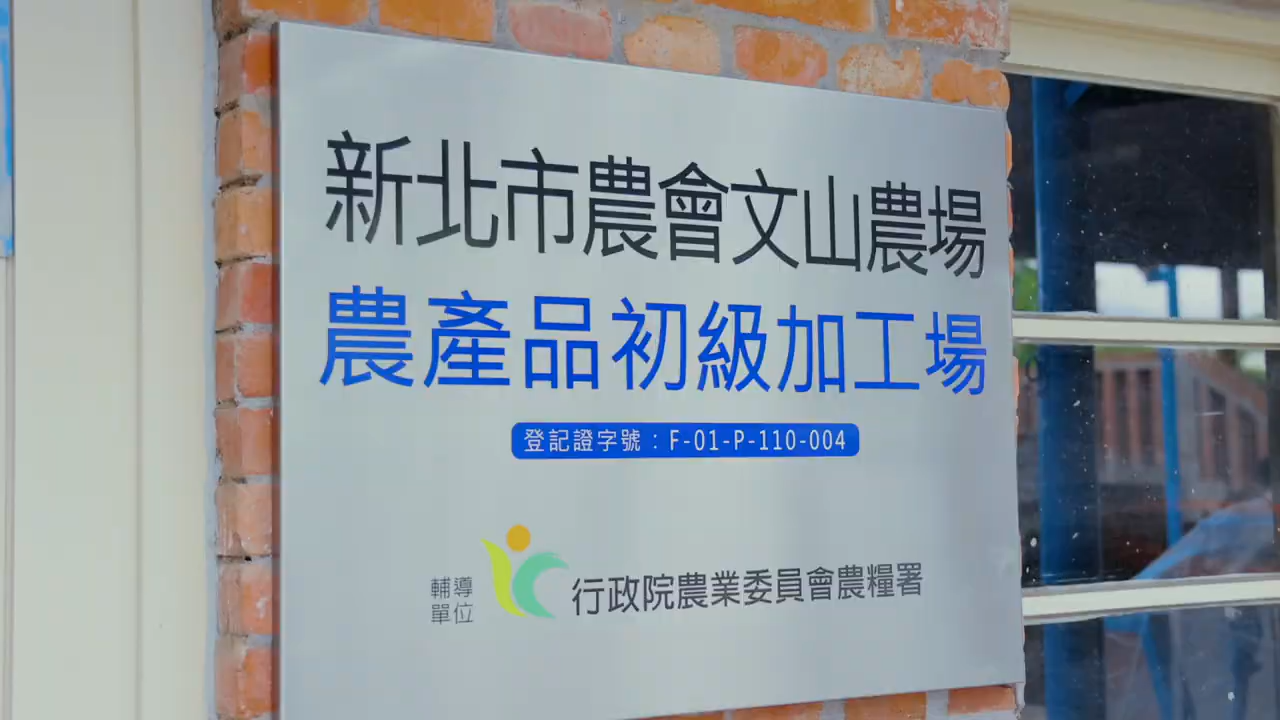 新北市農會文山農場
農產品初級加工場
登記證字號：F-01-P-110-004
輔導
單位
行政院農業委員會農糧署